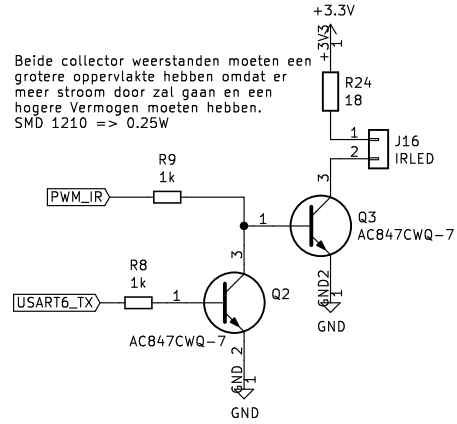 +3.3V
+3V3
1
Beide collector weerstanden moeten een
grotere oppervlakte hebben omdat er
meer stroom door zal gaan en een
hogere Vermogen moeten hebben.
SMD 1210 => 0.25W
R24
18
1
2
J16
IRLED
R9
1k
PWM_IR
3
1
Q3
AC847CWQ-7
3
R8
1k
USART6_TX
1
Q2
AC847CWQ-7
GND2
1
GND
2
GND
1
GND